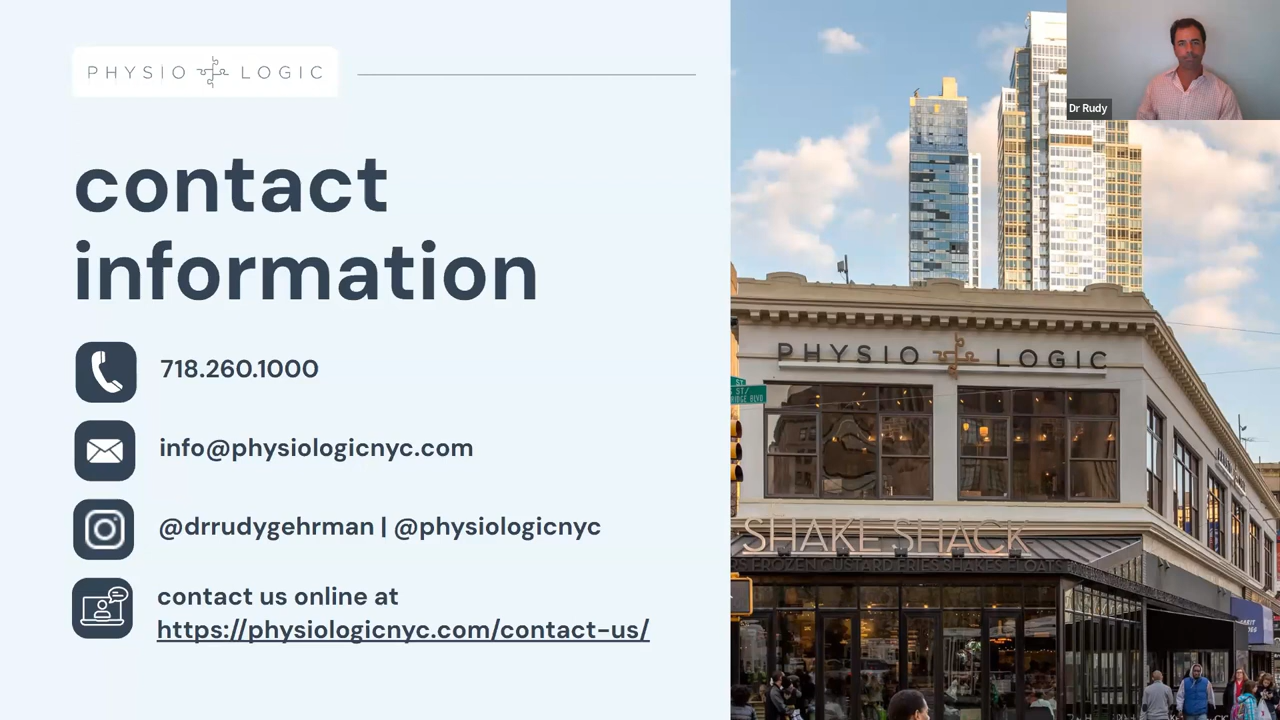 PHYSIO LOGIC
contact
information
718.260.1000
info@physiologicnyc.com
@drrudygehrman | @physiologicnyc
contact us online at
https://physiologicnyc.com/contact-us/
Dr Rudy
PHYSIO LOGIC
SHAKE SHACK
FROZEN CUSTARD FRIES SHAKES FLOATS